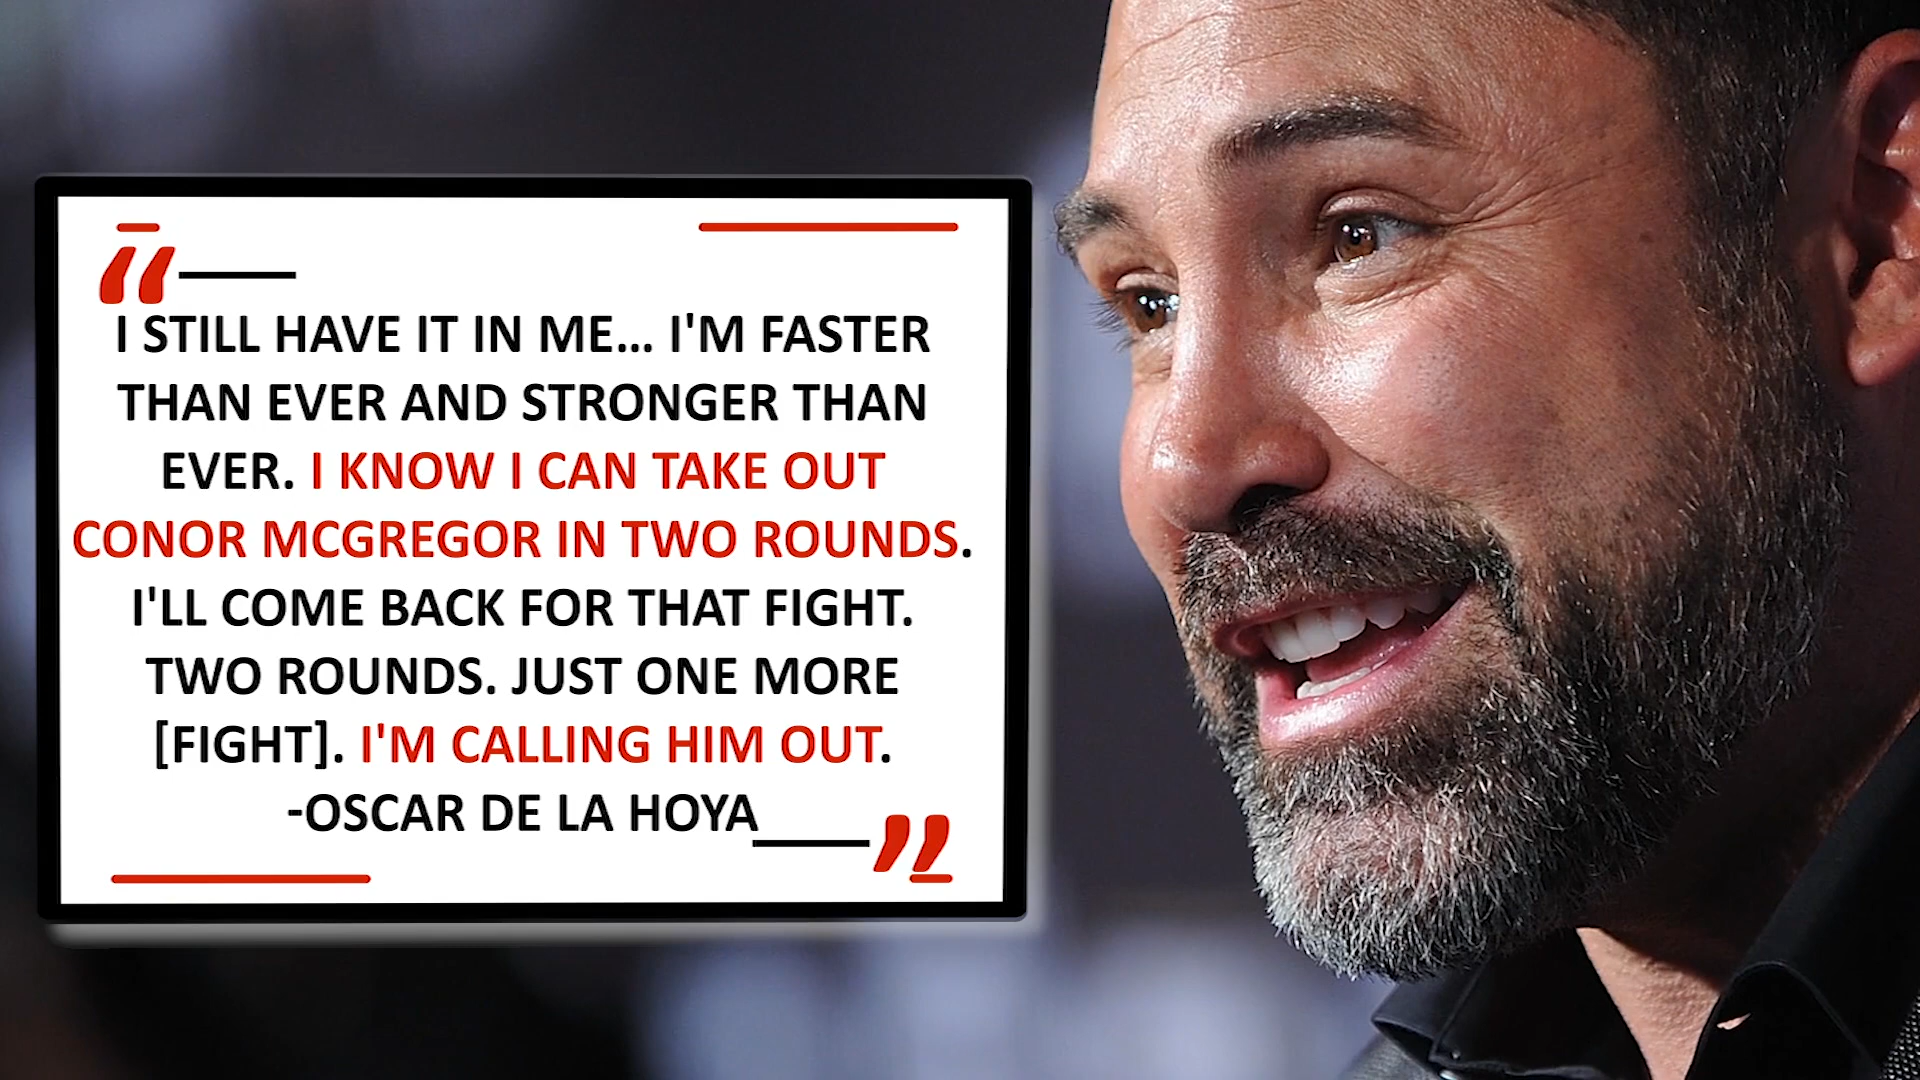 “
I STILL HAVE IT IN ME... I'M FASTER
THAN EVER AND STRONGER THAN
EVER. I KNOW I CAN TAKE OUT
CONOR MCGREGOR IN TWO ROUNDS.
I'LL COME BACK FOR THAT FIGHT.
TWO ROUNDS. JUST ONE MORE
[FIGHT]. I'M CALLING HIM OUT.
-OSCAR DE LA HOYA
”